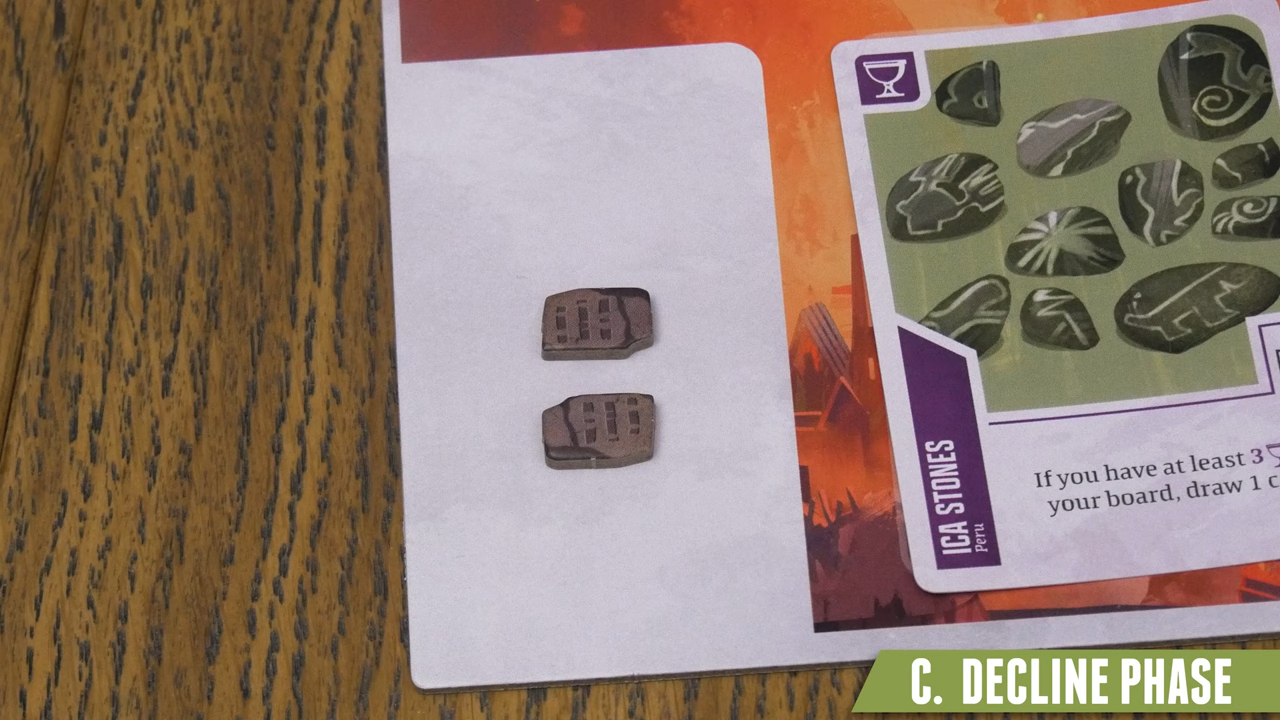 ICA STONES
Peru
If you have at least 3
your board, draw 1
C. DECLINE PHASE